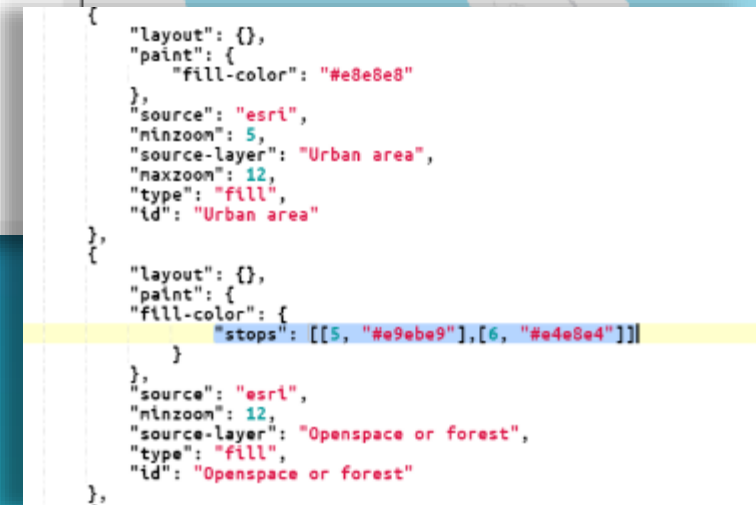 {
"layout": {},
"paint": {
"fill-color": "#e8e8e8"
},
"source": "esri",
"minzoom": 5,
"source-layer": "Urban area",
"maxzoom": 12,
"type": "fill",
"id": "Urban area"
},
{
"layout": {},
"paint": {
"fill-color": {
"stops": [[5, "#e9ebe9"],[6, "#e4e8e4"]]
}
},
"source": "esri",
"minzoom": 12,
"source-layer": "Openspace or forest",
"type": "fill",
"id": "Openspace or forest"
},